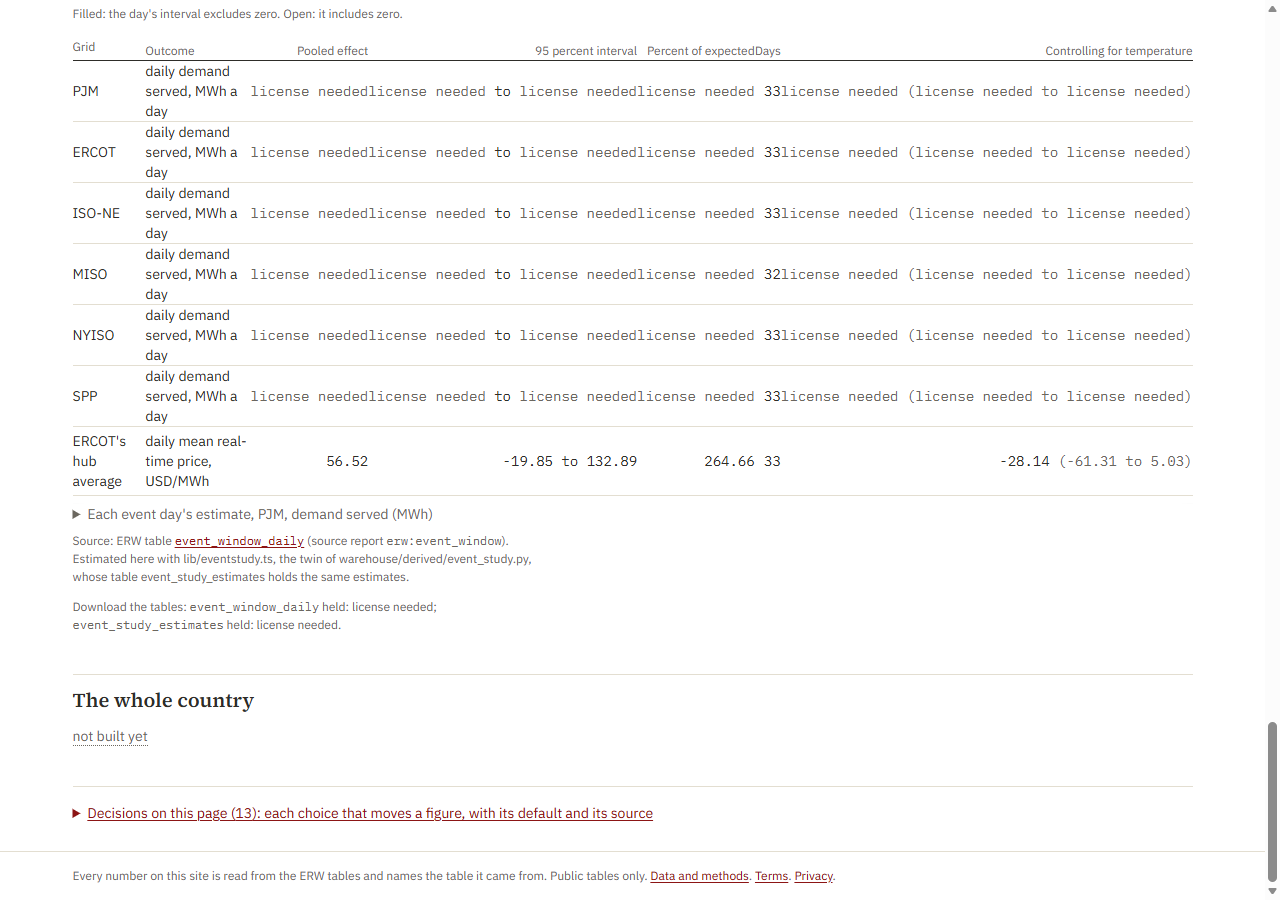 Filled: the day's interval excludes zero. Open: it includes zero.
Grid Outcome Pooled effect 95 percent interval Percent of expectedDays Controlling for temperature
PJM daily demand served, MWh a day license neededlicense needed to license neededlicense needed 33license needed (license needed to license needed)
ERCOT daily demand served, MWh a day license neededlicense needed to license neededlicense needed 33license needed (license needed to license needed)
ISO-NE daily demand served, MWh a day license neededlicense needed to license neededlicense needed 33license needed (license needed to license needed)
MISO daily demand served, MWh a day license neededlicense needed to license neededlicense needed 32license needed (license needed to license needed)
NYISO daily demand served, MWh a day license neededlicense needed to license neededlicense needed 33license needed (license needed to license needed)
SPP daily demand served, MWh a day license neededlicense needed to license neededlicense needed 33license needed (license needed to license needed)
ERCOT's hub average daily mean real-time price, USD/MWh 56.52 -19.85 to 132.89 264.66 33 -28.14 (-61.31 to 5.03)
▶ Each event day's estimate, PJM, demand served (MWh)
Source: ERW table event_window_daily (source report erw:event_window).
Estimated here with lib/eventstudy.ts, the twin of warehouse/derived/event_study.py,
whose table event_study_estimates holds the same estimates.
Download the tables: event_window_daily held: license needed;
event_study_estimates held: license needed.
The whole country
not built yet
▶ Decisions on this page (13): each choice that moves a figure, with its default and its source
Every number on this site is read from the ERW tables and names the table it came from. Public tables only. Data and methods. Terms. Privacy.